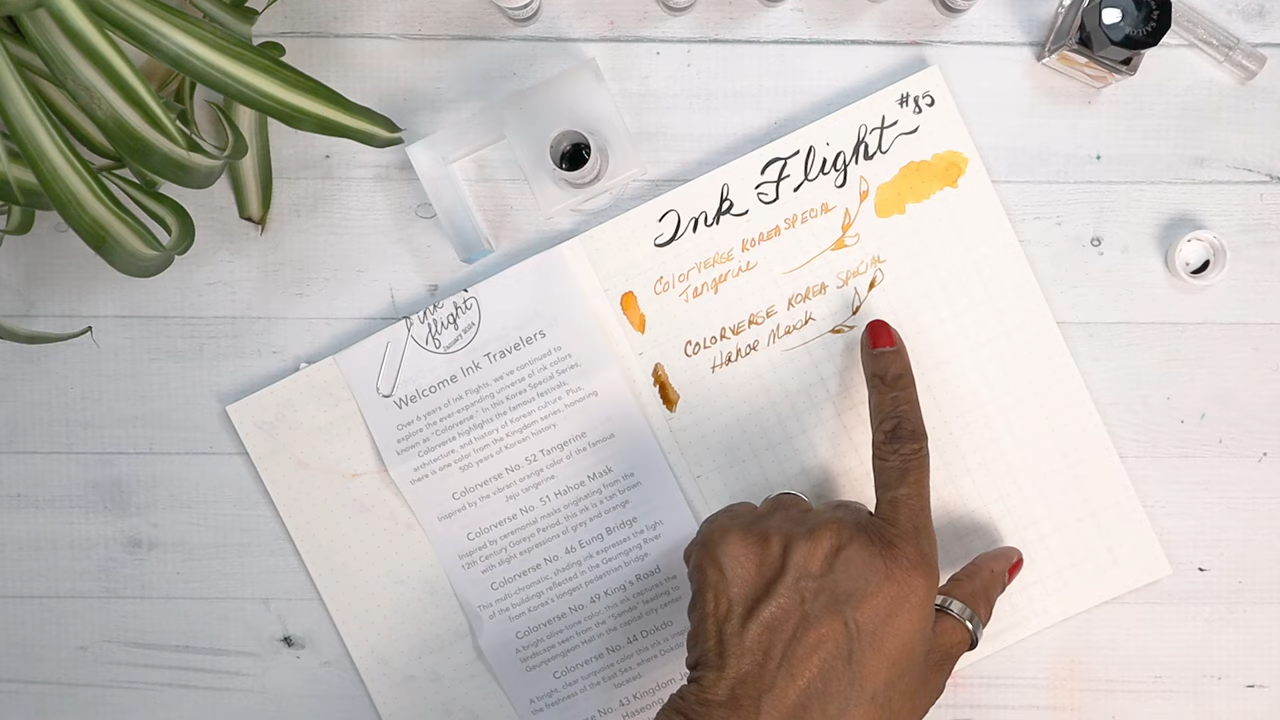 ink
flight
JANUARY 2024
Welcome Ink Travelers
Over 6 years of Ink Flights, we've continued to
explore the ever-expanding universe of ink colors
known as "Colorverse." In this Korea Special Series,
Colorverse highlights the famous festivals,
architecture, and history of Korean culture. Plus,
there is one color from the Kingdom series, honoring
500 years of Korean history.
Colorverse No. 52 Tangerine
Inspired by the vibrant orange color of the famous
Jeju tangerine.
Colorverse No. 51 Hahoe Mask
Inspired by ceremonial masks originating from the
12th Century Goreyo Period, this ink is a tan brown
with slight expressions of grey and orange.
Colorverse No. 46 Eung Bridge
This multi-chromatic, shading ink expresses the light
of the buildings reflected in the Geumgang River
from Korea's longest pedestrian bridge.
Colorverse No. 49 King's Road
A bright olive-tone color, this ink captures the
landscape seen from the "Samdo" leading to
Geunjeongjeon Hall in the capital city center
Colorverse No. 44 Dokdo
A bright, clear turquoise color this ink is
the freshness of the East Sea, where Dokdo
located.
Colorverse No. 43 Kingdom
Haseong
#85
Ink Flight
Colorverse Korea Special
Tangerine
Colorverse Korea Special
Hahoe Mask